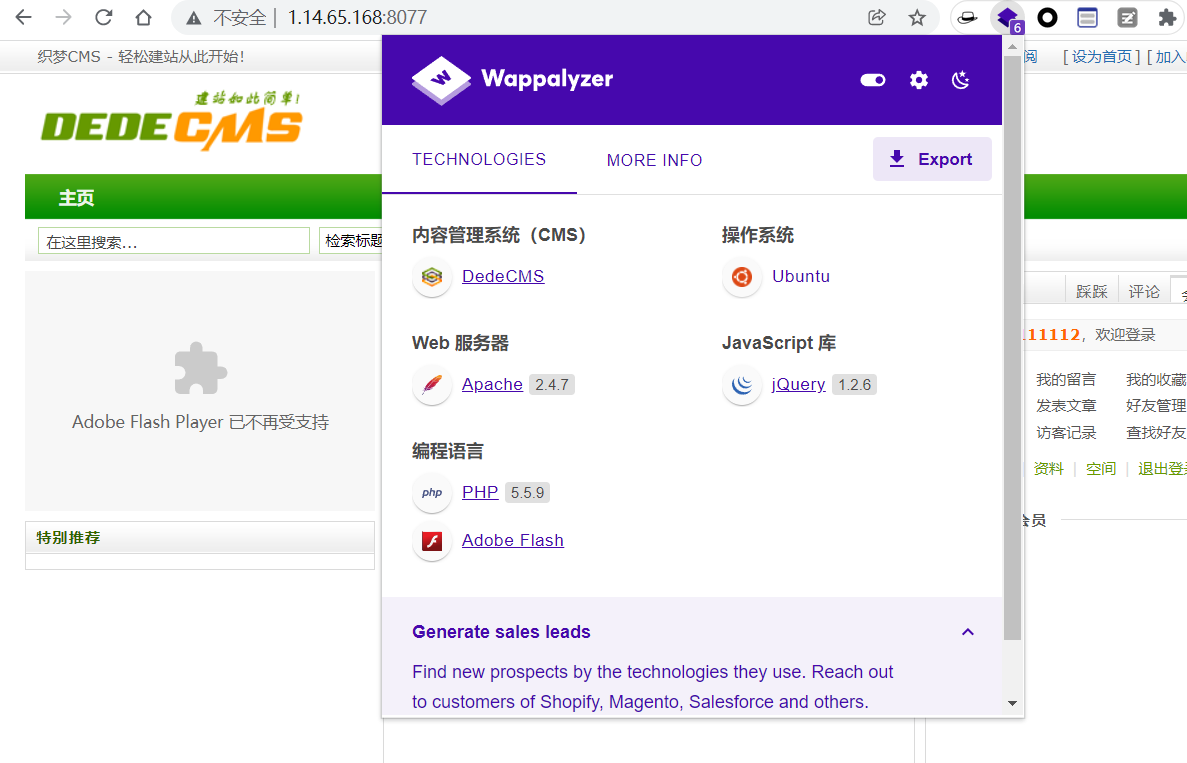 不安全 | 1.14.65.168:8077
6
织梦CMS - 轻松建站从此开始!
阅 [设为首页] [加入
Wappalyzer
建站如此简单!
DEDECMS
TECHNOLOGIES MORE INFO Export
主页
在这里搜索... 检索标题
内容管理系统(CMS) 操作系统
DedeCMS Ubuntu
踩踩 评论
Web 服务器 JavaScript 库
111112, 欢迎登录
Apache 2.4.7 jQuery 1.2.6
我的留言 我的收藏
发表文章 好友管理
Adobe Flash Player 已不再受支持
访客记录 查找好友
编程语言
资料 | 空间 | 退出登
php PHP 5.5.9
会员
特别推荐
Adobe Flash
Generate sales leads
Find new prospects by the technologies they use. Reach out
to customers of Shopify, Magento, Salesforce and others.